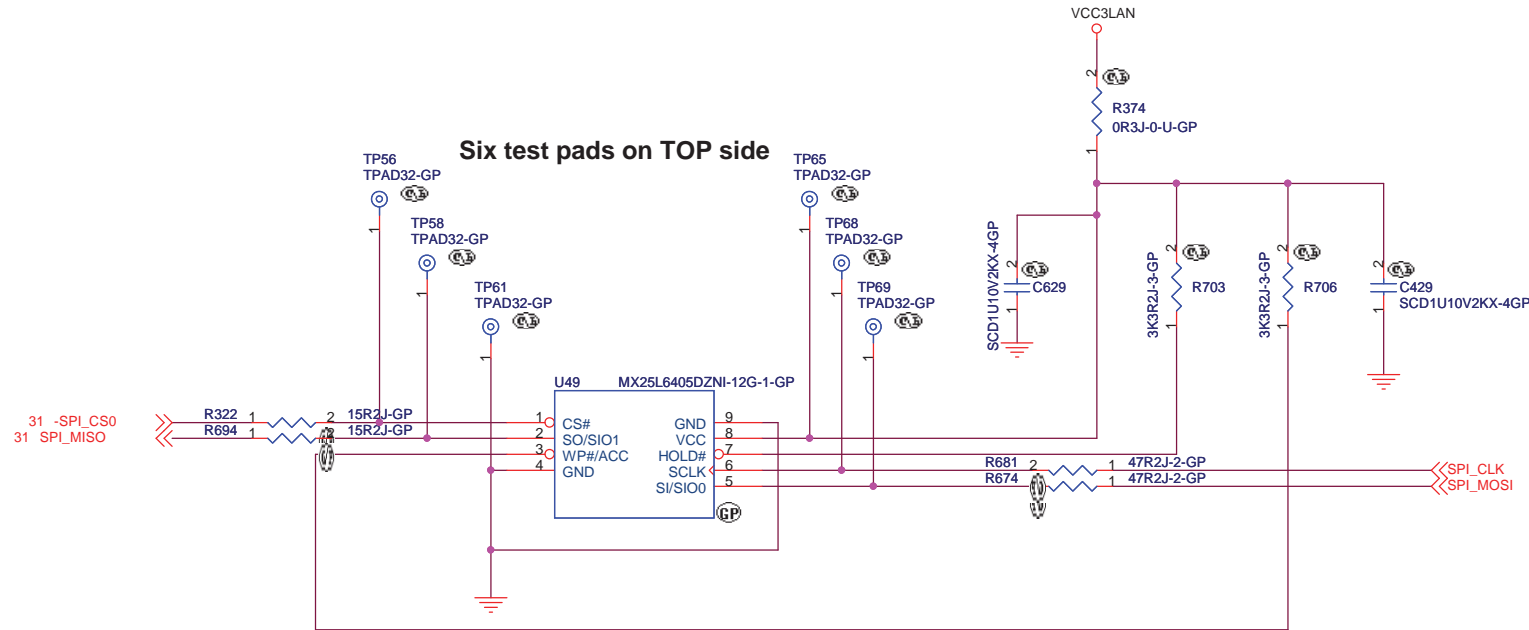 VCC3LAN
2
R374
0R3J-0-U-GP
1
Six test pads on TOP side
TP56
TPAD32-GP
1
TP58
TPAD32-GP
1
TP61
TPAD32-GP
1
TP65
TPAD32-GP
1
TP68
TPAD32-GP
1
TP69
TPAD32-GP
1
SCD1U10V2KX-4GP
2
C629
1
3K3R2J-3-GP
2
R703
1
3K3R2J-3-GP
2
R706
1
2
C429
SCD1U10V2KX-4GP
1
U49 MX25L6405DZNI-12G-1-GP
31 -SPI_CS0 R322 1 2 15R2J-GP 1 CS#
31 SPI_MISO R694 1 2 15R2J-GP 2 SO/SIO1
3 WP#/ACC
4 GND
GND 9
VCC 8
HOLD# 7
SCLK 6 R681 2 1 47R2J-2-GP SPI_CLK
SI/SIO0 5 R674 1 47R2J-2-GP SPI_MOSI
GP